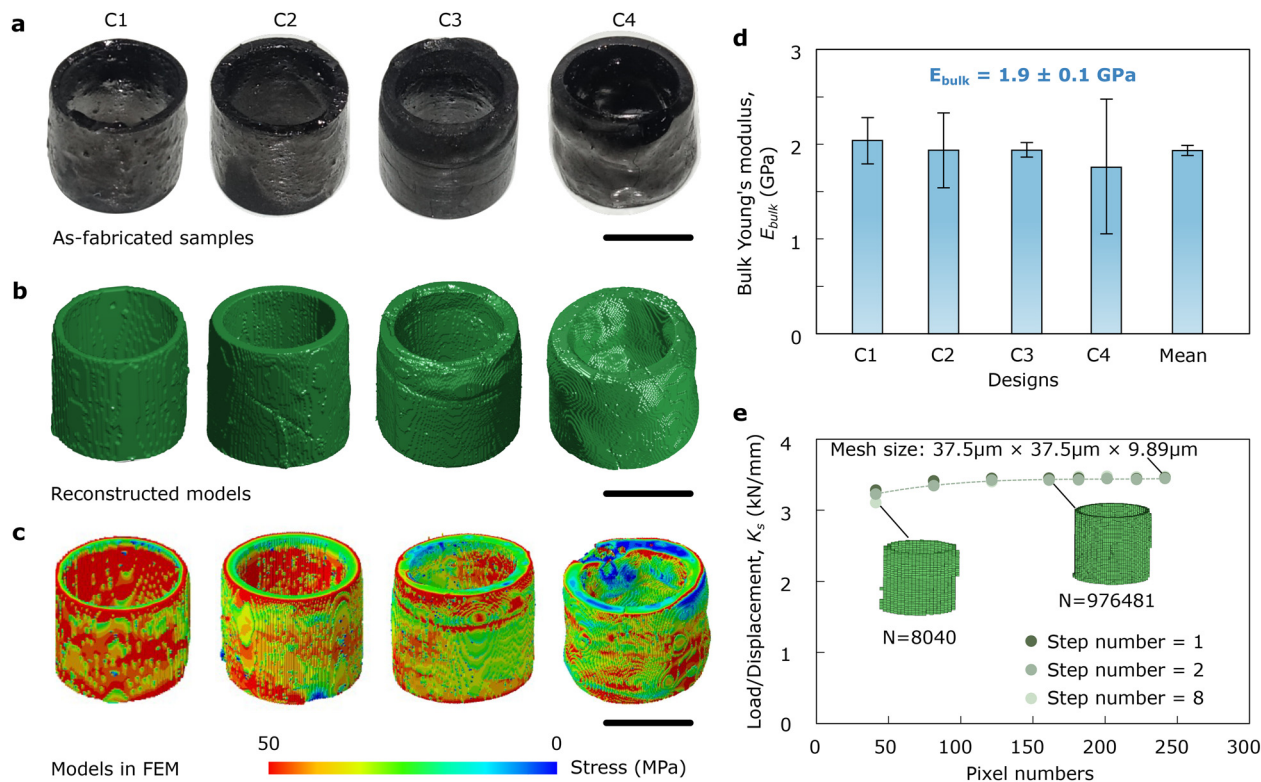 a
C1
C2
C3
C4
As-fabricated samples
b
Reconstructed models
c
50
0
Models in FEM
Stress (MPa)
d
3
2
1
0
Bulk Young's modulus,
E_bulk (GPa)
E_bulk = 1.9 ± 0.1 GPa
C1
C2
C3
C4
Mean
Designs
e
4
3
2
1
0
Load/Displacement, K_s (kN/mm)
Mesh size: 37.5μm × 37.5μm × 9.89μm
N=8040
N=976481
Step number = 1
Step number = 2
Step number = 8
0
50
100
150
200
250
300
Pixel numbers